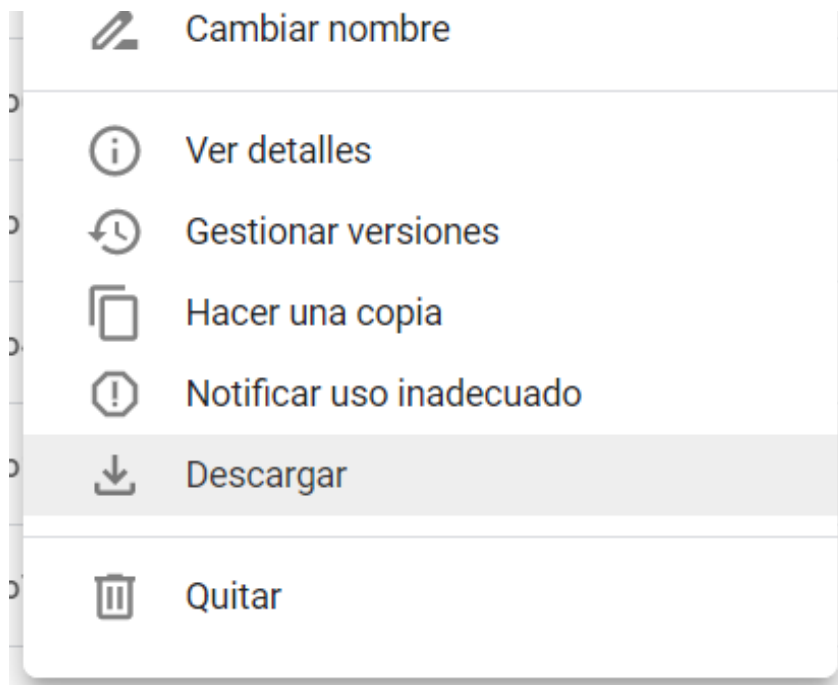 Cambiar nombre
Ver detalles
Gestionar versiones
Hacer una copia
Notificar uso inadecuado
Descargar
Quitar